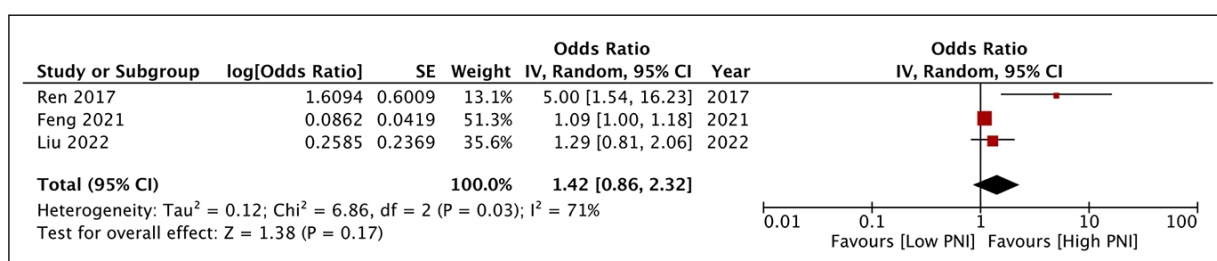 Odds Ratio Odds Ratio
Study or Subgroup log[Odds Ratio] SE Weight IV, Random, 95% CI Year IV, Random, 95% CI
Ren 2017 1.6094 0.6009 13.1% 5.00 [1.54, 16.23] 2017
Feng 2021 0.0862 0.0419 51.3% 1.09 [1.00, 1.18] 2021
Liu 2022 0.2585 0.2369 35.6% 1.29 [0.81, 2.06] 2022
Total (95% CI) 100.0% 1.42 [0.86, 2.32]
Heterogeneity: Tau² = 0.12; Chi² = 6.86, df = 2 (P = 0.03); I² = 71%
Test for overall effect: Z = 1.38 (P = 0.17)
0.01 0.1 1 10 100
Favours [Low PNI] Favours [High PNI]